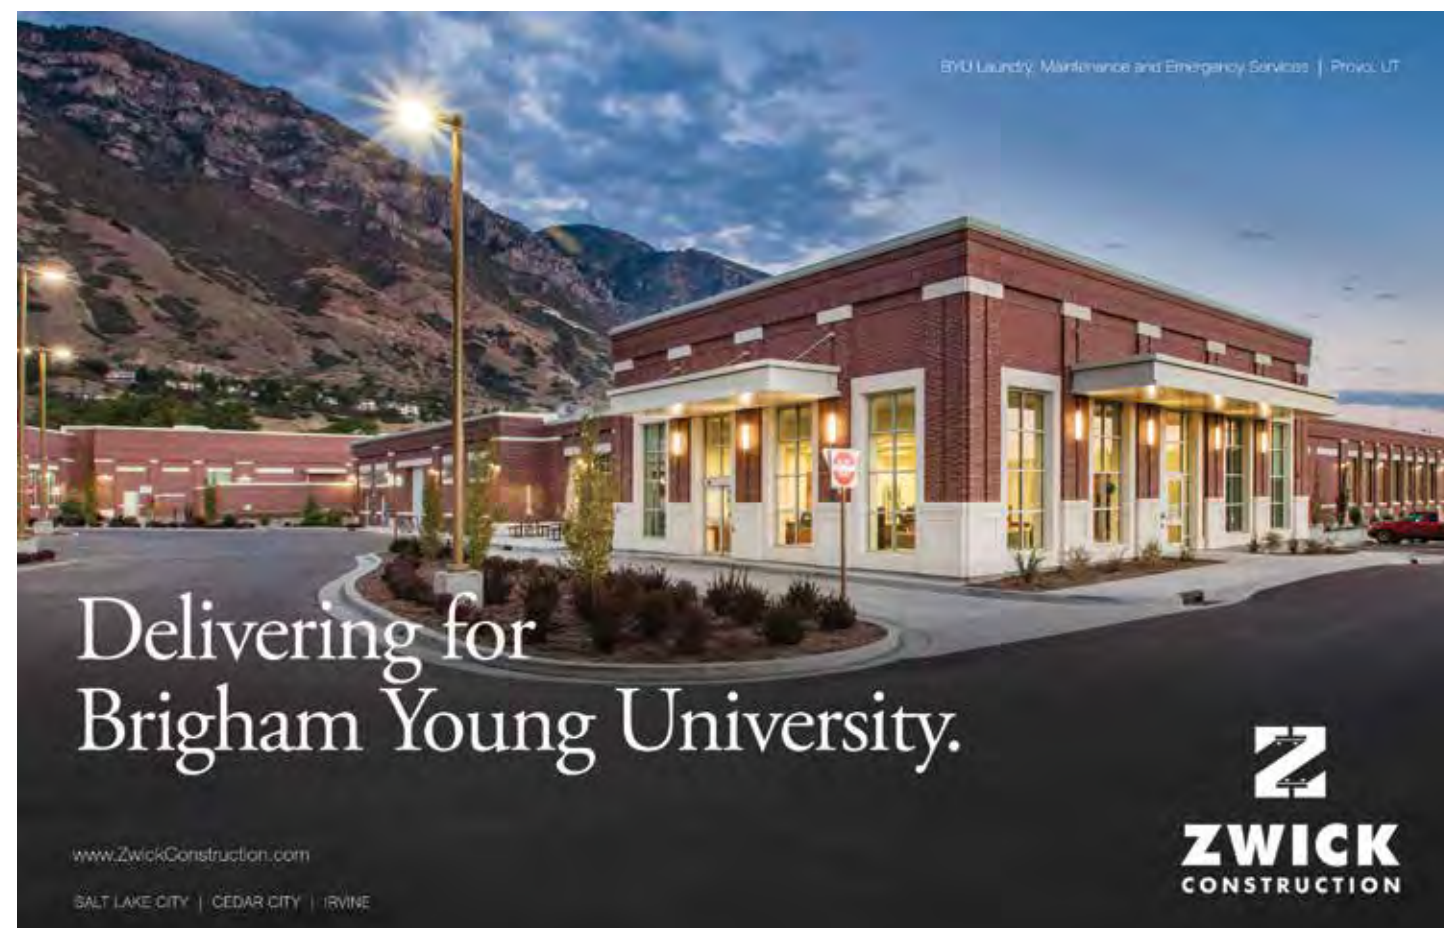 BYU Laundry, Maintenance and Emergency Services | Provo, UT
Delivering for
Brigham Young University.
www.ZwickConstruction.com
SALT LAKE CITY | CEDAR CITY | IRVINE
ZWICK
CONSTRUCTION